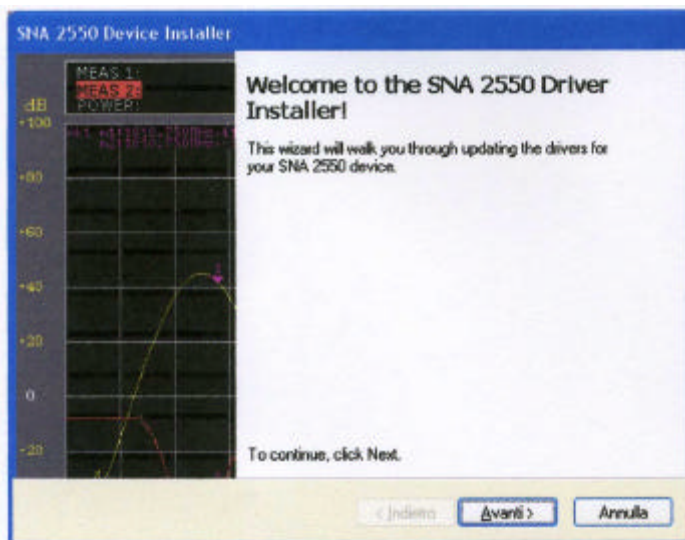 SNA 2550 Device Installer
MEAS 1:
MEAS 2:
POWER:
dB
+100
+80
+60
+40
+20
0
-20
Welcome to the SNA 2550 Driver
Installer!
This wizard will walk you through updating the drivers for
your SNA 2550 device.
To continue, click Next.
< Indietro
Avanti >
Annulla